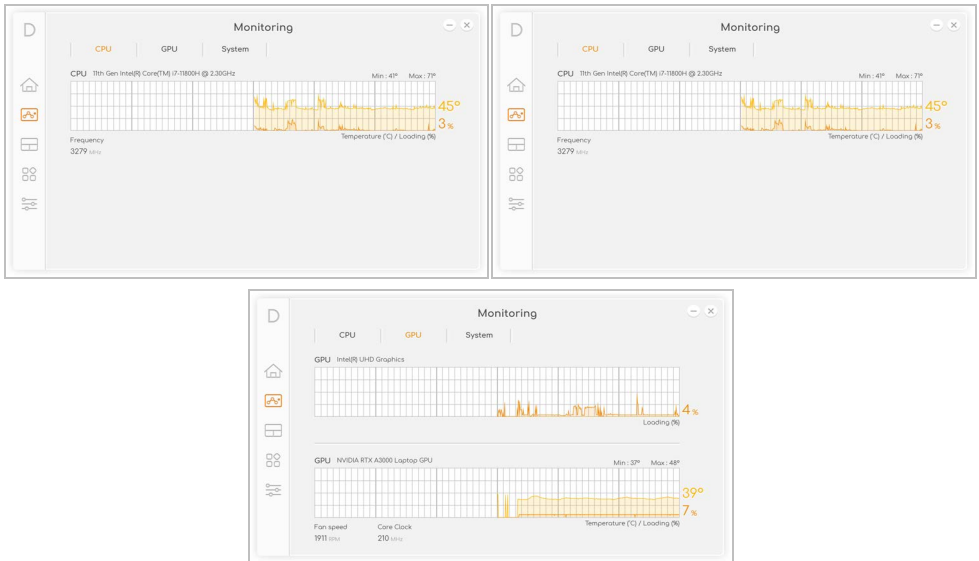 D
Monitoring
CPU GPU System
CPU 11th Gen Intel(R) Core(TM) i7-11800H @ 2.30GHz
Min : 41° Max : 71°
45°
3 %
Temperature (°C) / Loading (%)
Frequency
3279 MHz
D
Monitoring
CPU GPU System
CPU 11th Gen Intel(R) Core(TM) i7-11800H @ 2.30GHz
Min : 41° Max : 71°
45°
3 %
Temperature (°C) / Loading (%)
Frequency
3279 MHz
D
Monitoring
CPU GPU System
GPU Intel(R) UHD Graphics
4 %
Loading (%)
GPU NVIDIA RTX A3000 Laptop GPU
Min : 37° Max : 48°
39°
7 %
Temperature (°C) / Loading (%)
Fan speed Core Clock
1911 RPM 210 MHz